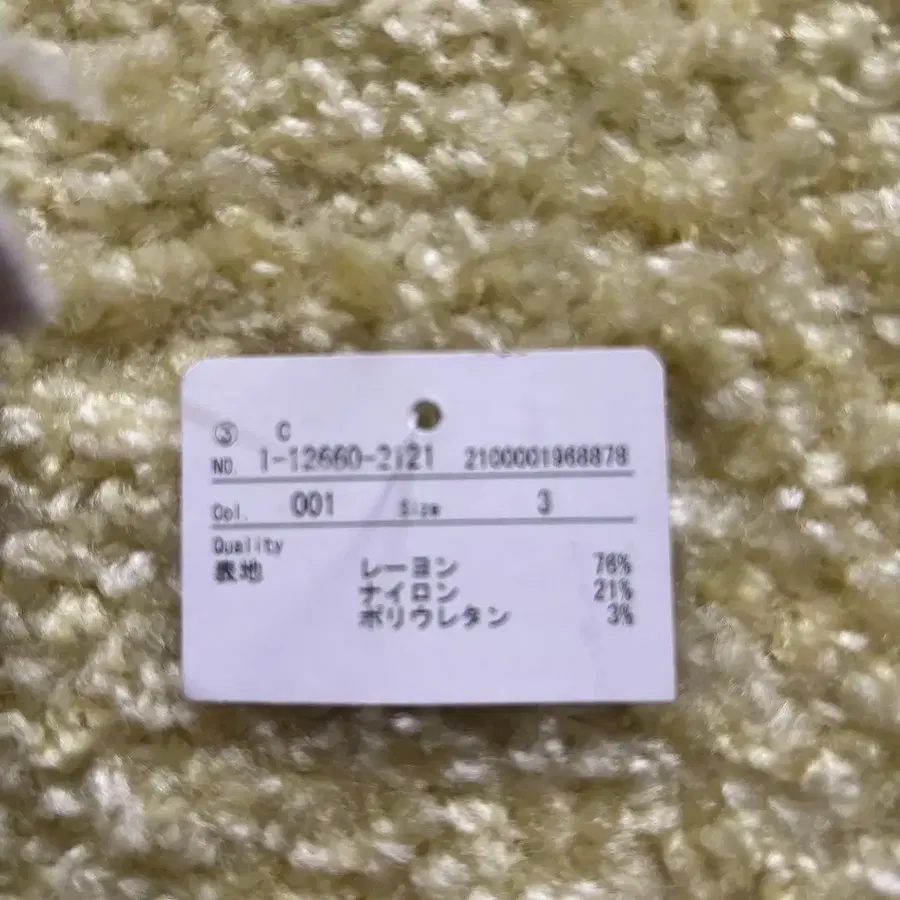 ③ C
NO. 1-12660-2121 2100001968878
Col. 001 Size 3
Quality
表地 レーヨン 76%
ナイロン 21%
ポリウレタン 3%